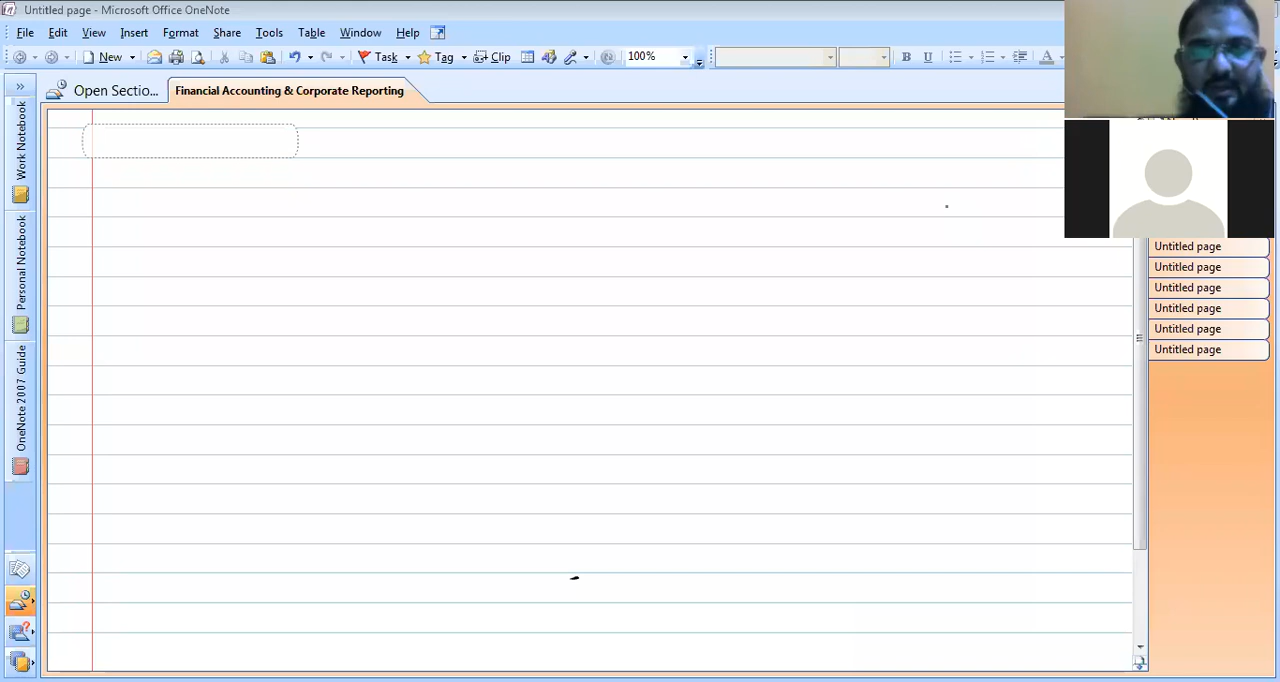 Untitled page - Microsoft Office OneNote
File Edit View Insert Format Share Tools Table Window Help
New Task Tag Clip 100% B U A
Open Sectio... Financial Accounting & Corporate Reporting
Work Notebook
Personal Notebook
OneNote 2007 Guide
Untitled page
Untitled page
Untitled page
Untitled page
Untitled page
Untitled page